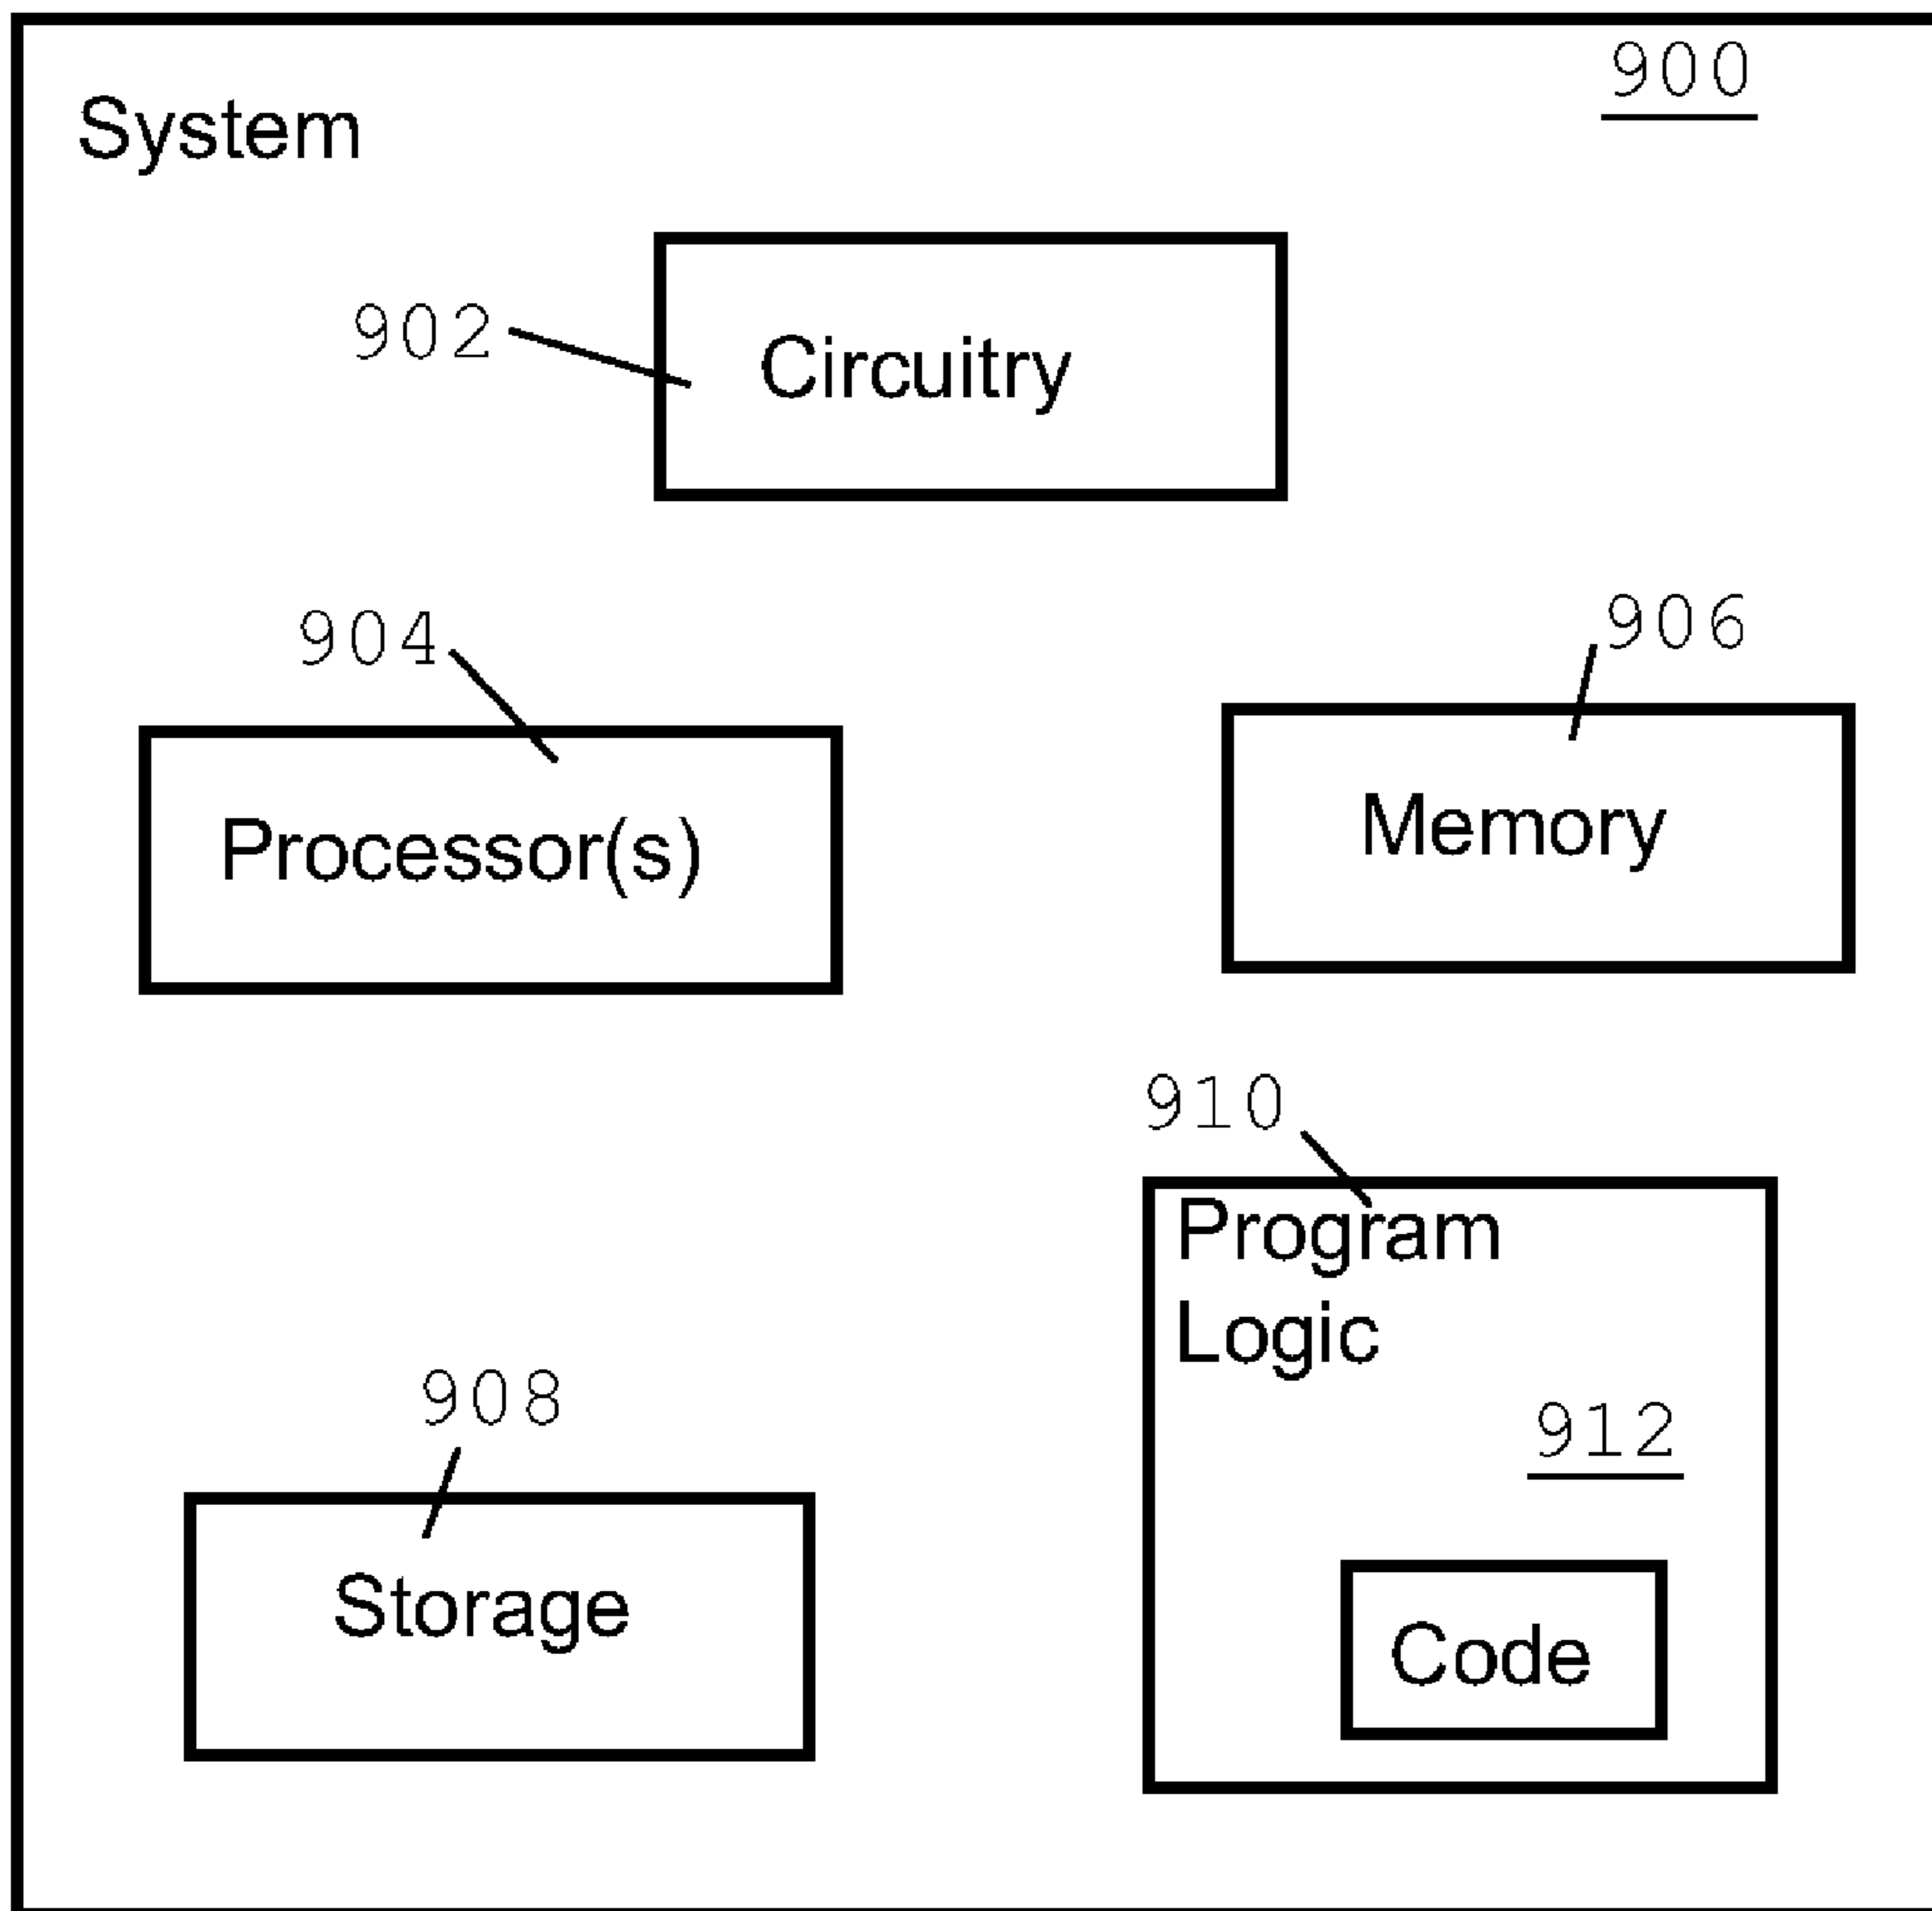 900
System
902
Circuitry
904
906
Processor(s)
Memory
910
Program
Logic
908
912
Storage
Code